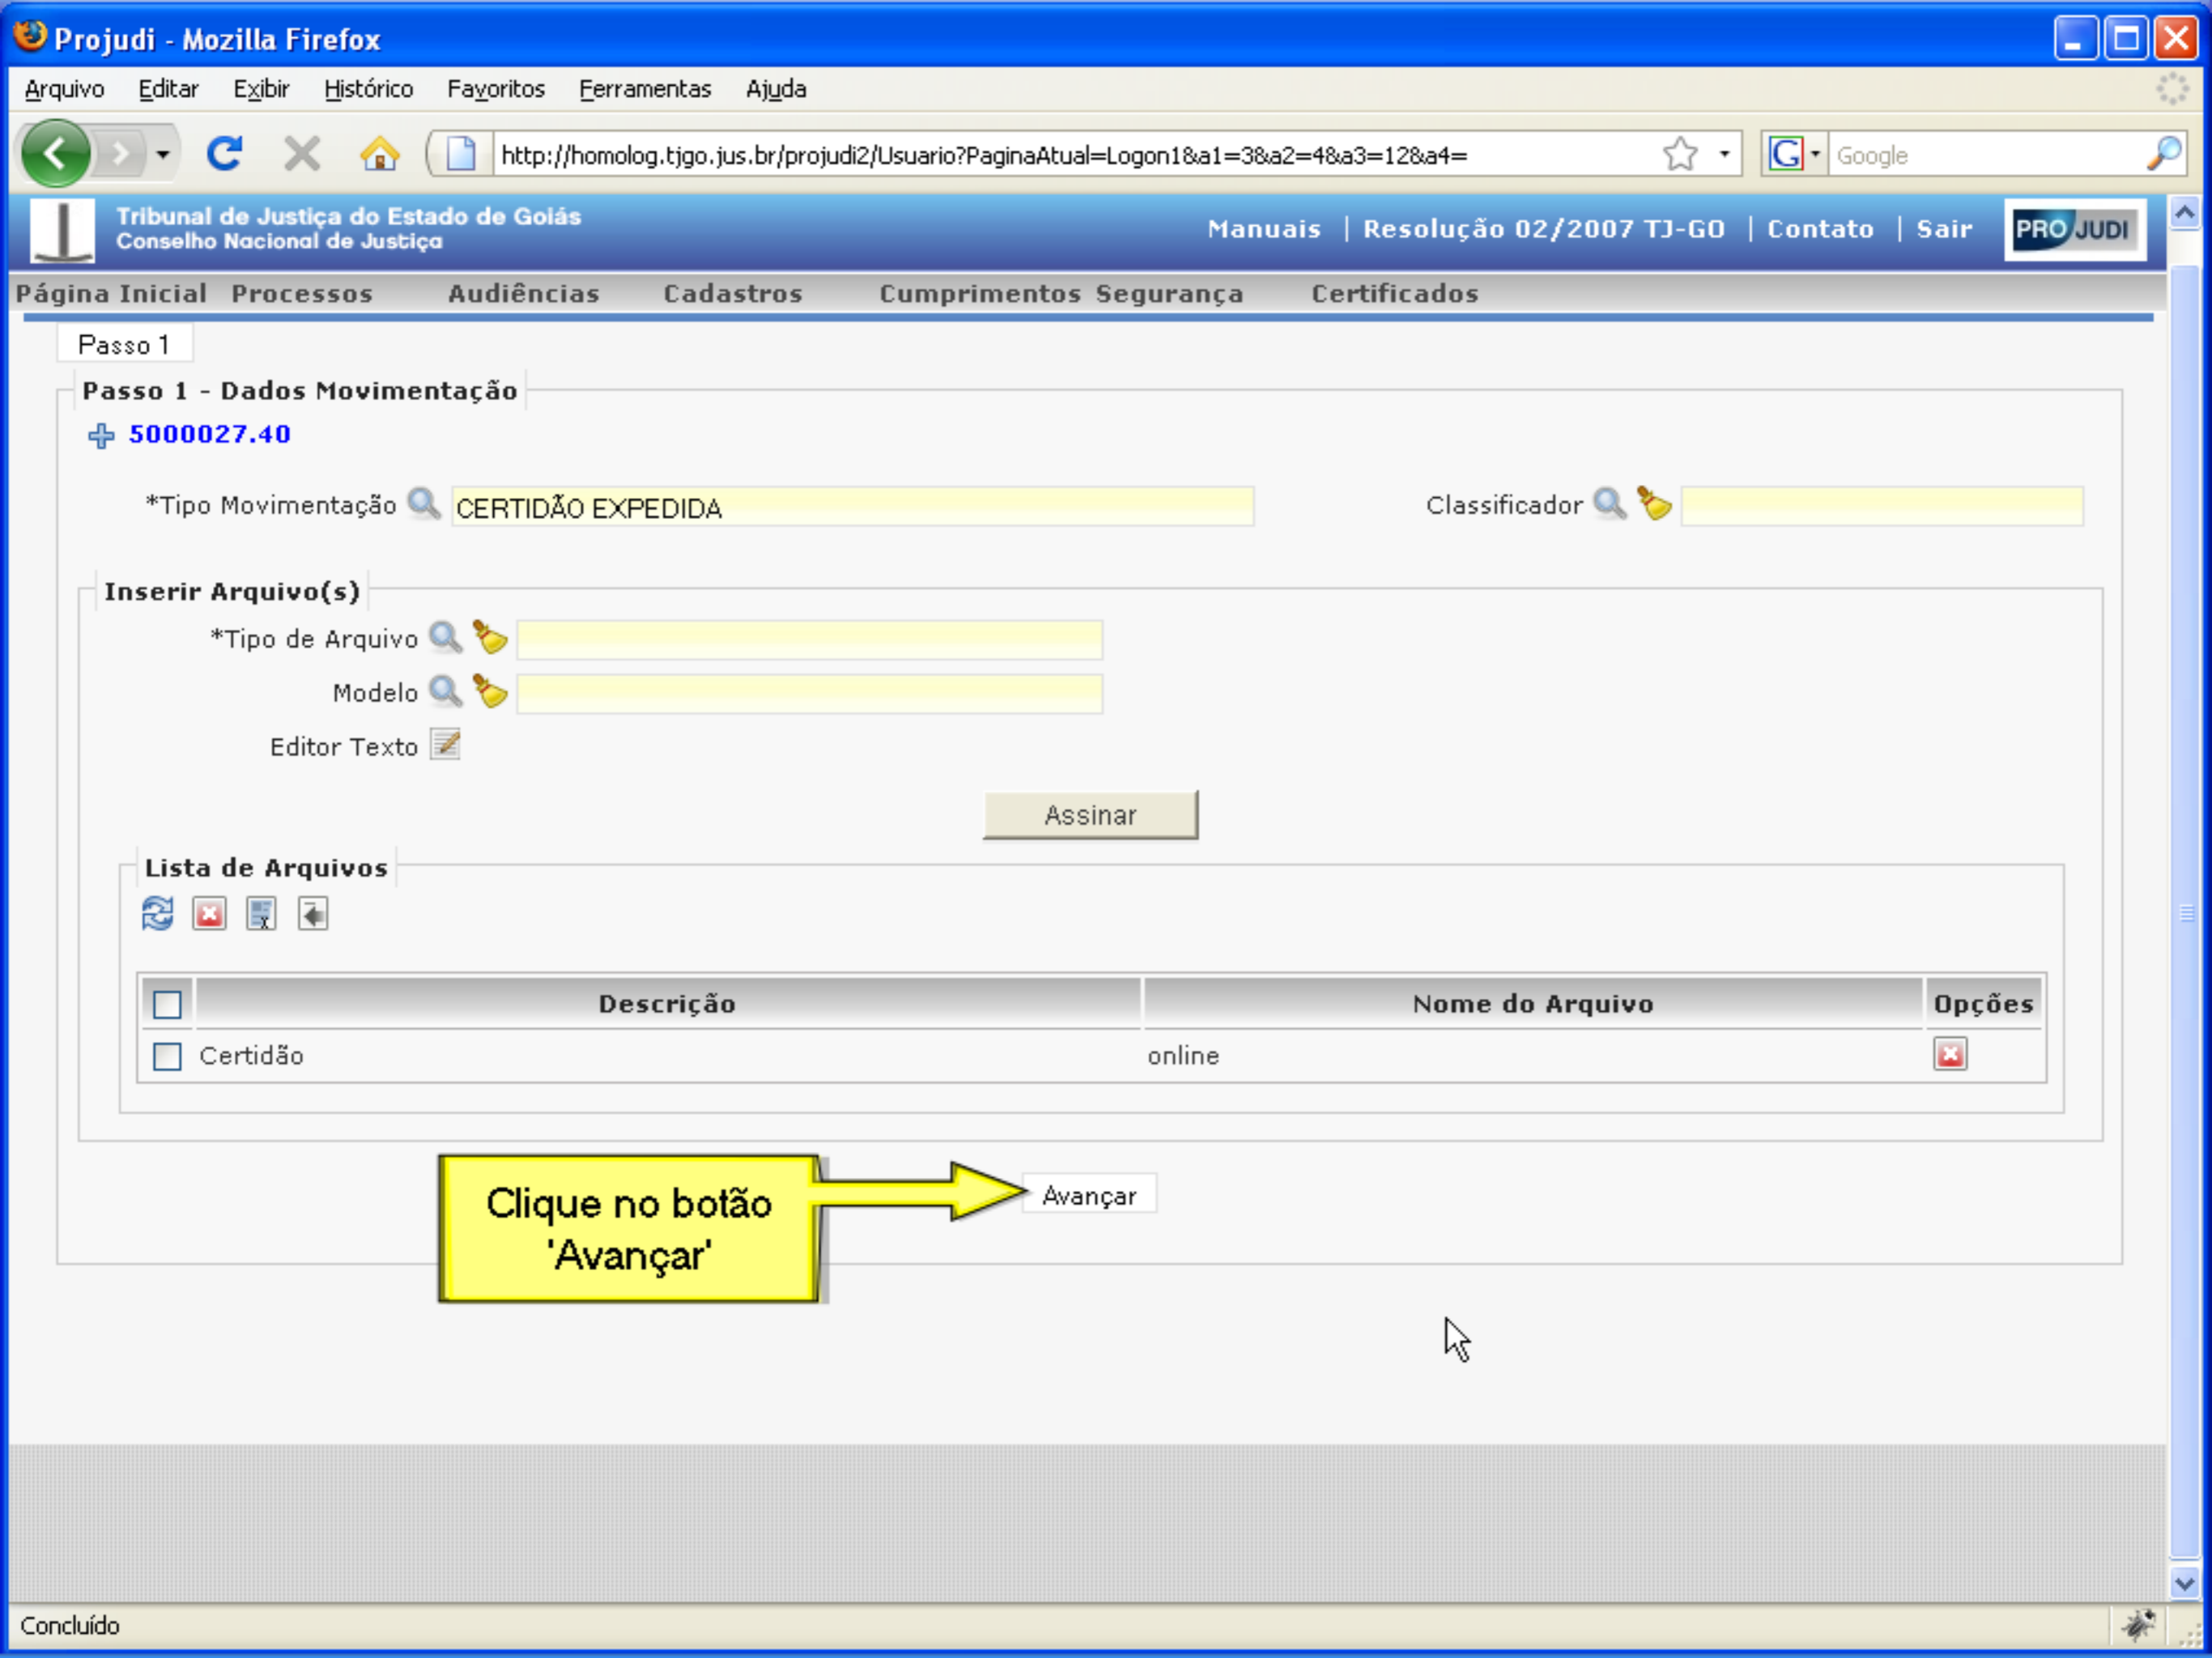 Projudi - Mozilla Firefox
Arquivo Editar Exibir Histórico Favoritos Ferramentas Ajuda
http://homolog.tjgo.jus.br/projudi2/Usuario?PaginaAtual=Logon1&a1=3&a2=4&a3=12&a4=
G Google
Tribunal de Justiça do Estado de Goiás
Conselho Nacional de Justiça
Manuais | Resolução 02/2007 TJ-GO | Contato | Sair
PROJUDI
Página Inicial Processos Audiências Cadastros Cumprimentos Segurança Certificados
Passo 1
Passo 1 - Dados Movimentação
5000027.40
*Tipo Movimentação CERTIDÃO EXPEDIDA Classificador
Inserir Arquivo(s)
*Tipo de Arquivo
Modelo
Editor Texto
Assinar
Lista de Arquivos
Descrição Nome do Arquivo Opções
Certidão online
Clique no botão
'Avançar'
Avançar
Concluído